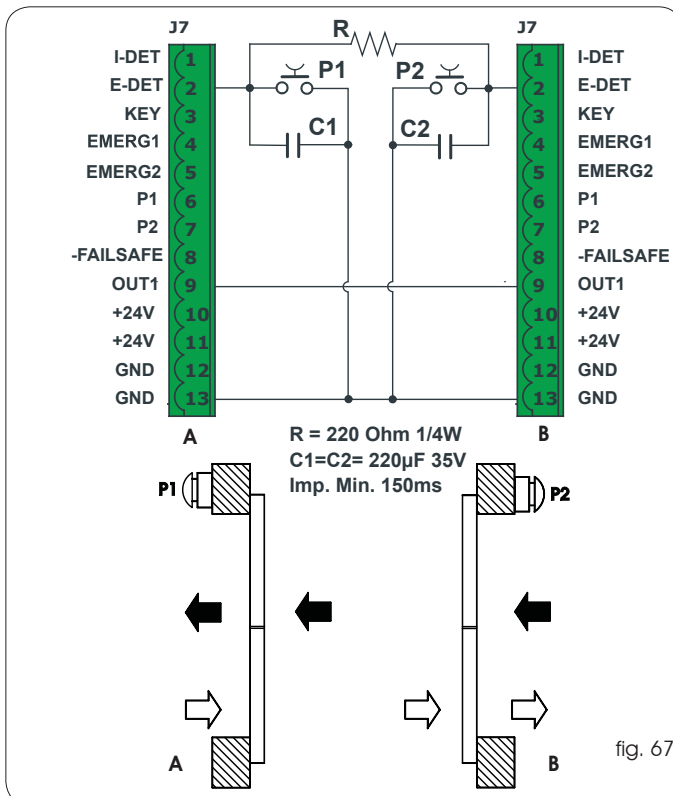 J7 R J7
I-DET 1 1 I-DET
E-DET 2 P1 P2 2 E-DET
KEY 3 3 KEY
EMERG1 4 C1 C2 4 EMERG1
EMERG2 5 5 EMERG2
P1 6 6 P1
P2 7 7 P2
-FAILSAFE 8 8 -FAILSAFE
OUT1 9 9 OUT1
+24V 10 10 +24V
+24V 11 11 +24V
GND 12 12 GND
GND 13 13 GND
A B
R = 220 Ohm 1/4W
C1=C2= 220µF 35V
Imp. Min. 150ms
P1 P2
A B
fig. 67